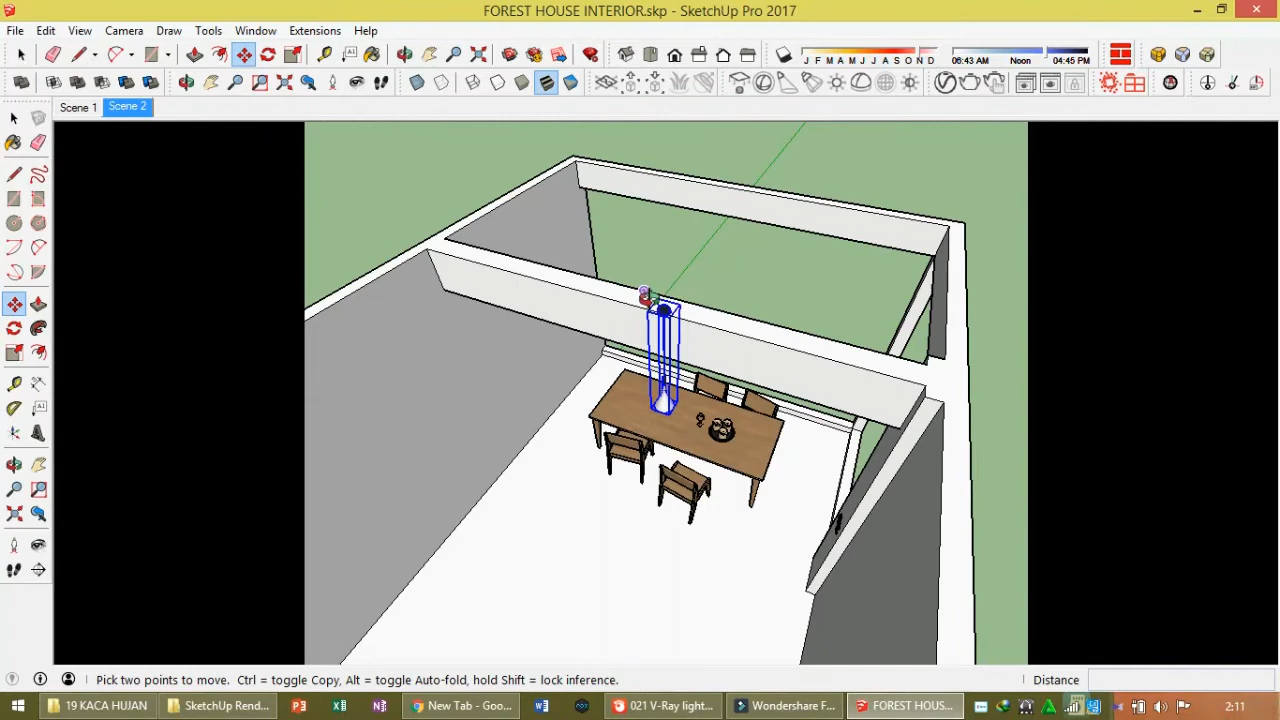 FOREST HOUSE INTERIOR.skp - SketchUp Pro 2017
File Edit View Camera Draw Tools Window Extensions Help
J F M A M J J A S O N D 06:43 AM Noon 04:45 PM
Scene 1 Scene 2
Pick two points to move. Ctrl = toggle Copy, Alt = toggle Auto-fold, hold Shift = lock inference. Distance
19 KACA HUJAN SketchUp Rend... New Tab - Goo... 021 V-Ray light... Wondershare F... FOREST HOUS... 2:11